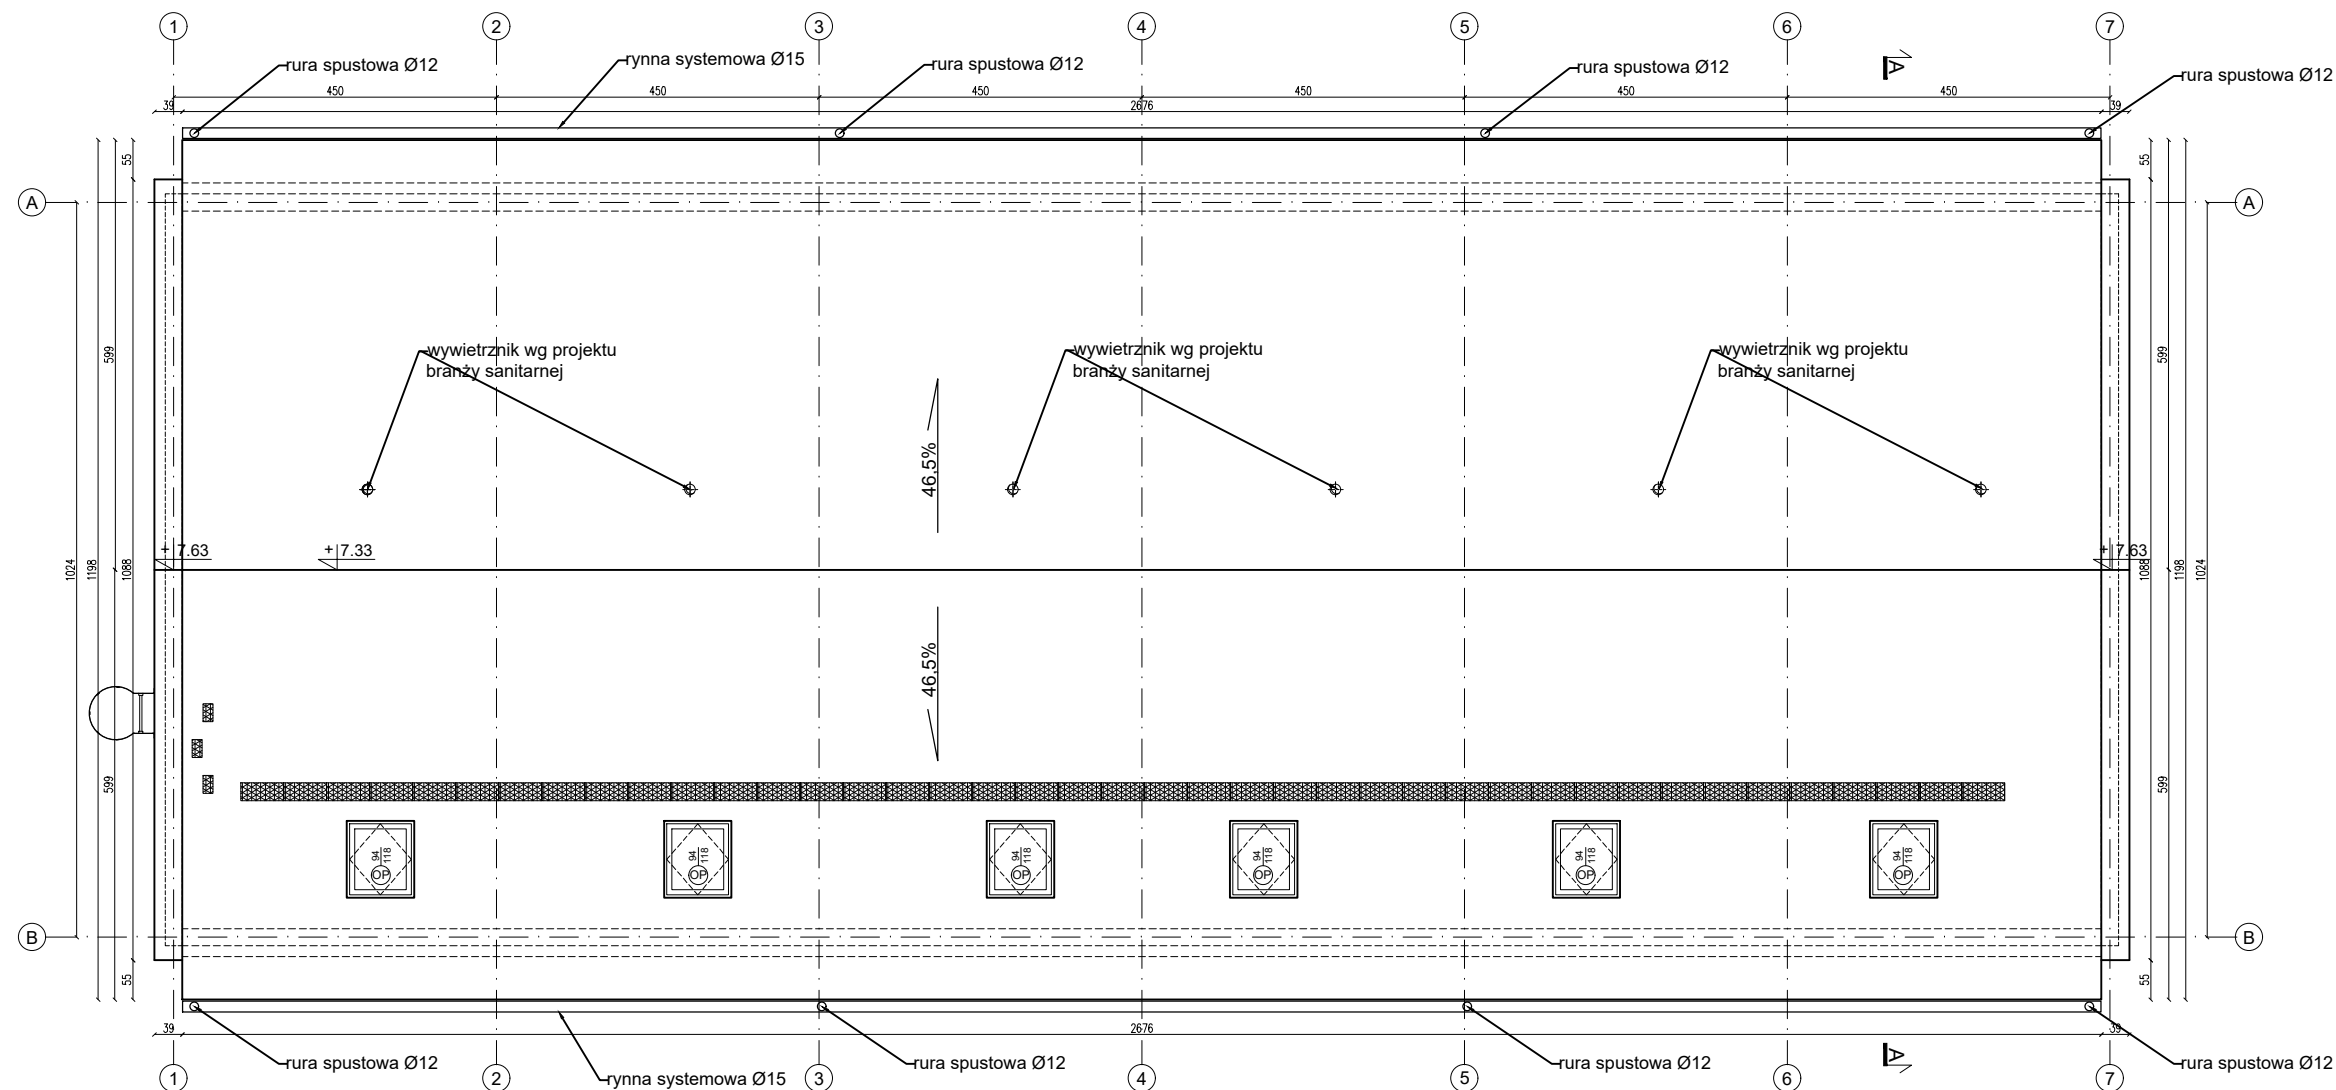 1 2 3 4 5 6 7
rura spustowa Ø12
rynna systemowa Ø15
rura spustowa Ø12
rura spustowa Ø12
A
rura spustowa Ø12
450 450 450 450 450 450
39 2676 39
55 55
A A
599 599
wywietrznik wg projektu
branży sanitarnej
wywietrznik wg projektu
branży sanitarnej
wywietrznik wg projektu
branży sanitarnej
46,5%
+7.63 +7.33 +7.63
1024 1198 1088 1088 1198 1024
46,5%
599 599
94
118
OP
94
118
OP
94
118
OP
94
118
OP
94
118
OP
94
118
OP
B B
55 55
39 2676 39
rura spustowa Ø12
rynna systemowa Ø15
rura spustowa Ø12
rura spustowa Ø12
A
rura spustowa Ø12
1 2 3 4 5 6 7